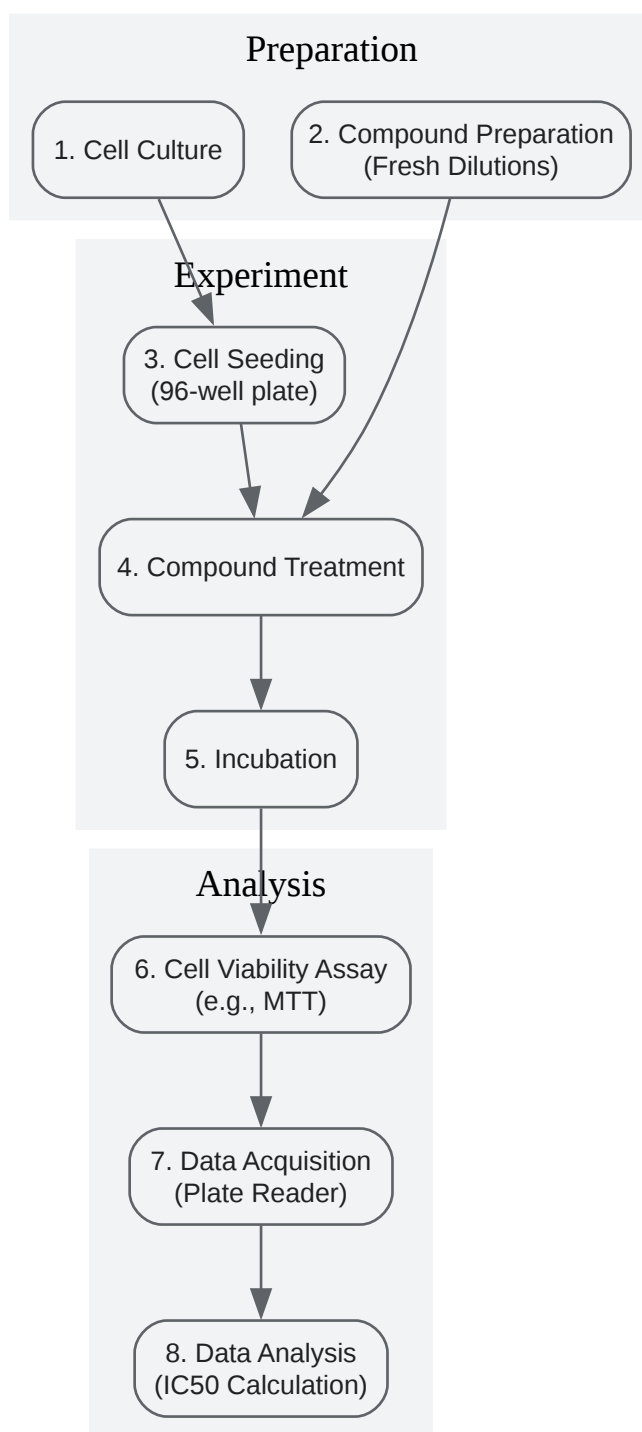 Preparation
1. Cell Culture
2. Compound Preparation
(Fresh Dilutions)
Experiment
3. Cell Seeding
(96-well plate)
4. Compound Treatment
5. Incubation
Analysis
6. Cell Viability Assay
(e.g., MTT)
7. Data Acquisition
(Plate Reader)
8. Data Analysis
(IC50 Calculation)